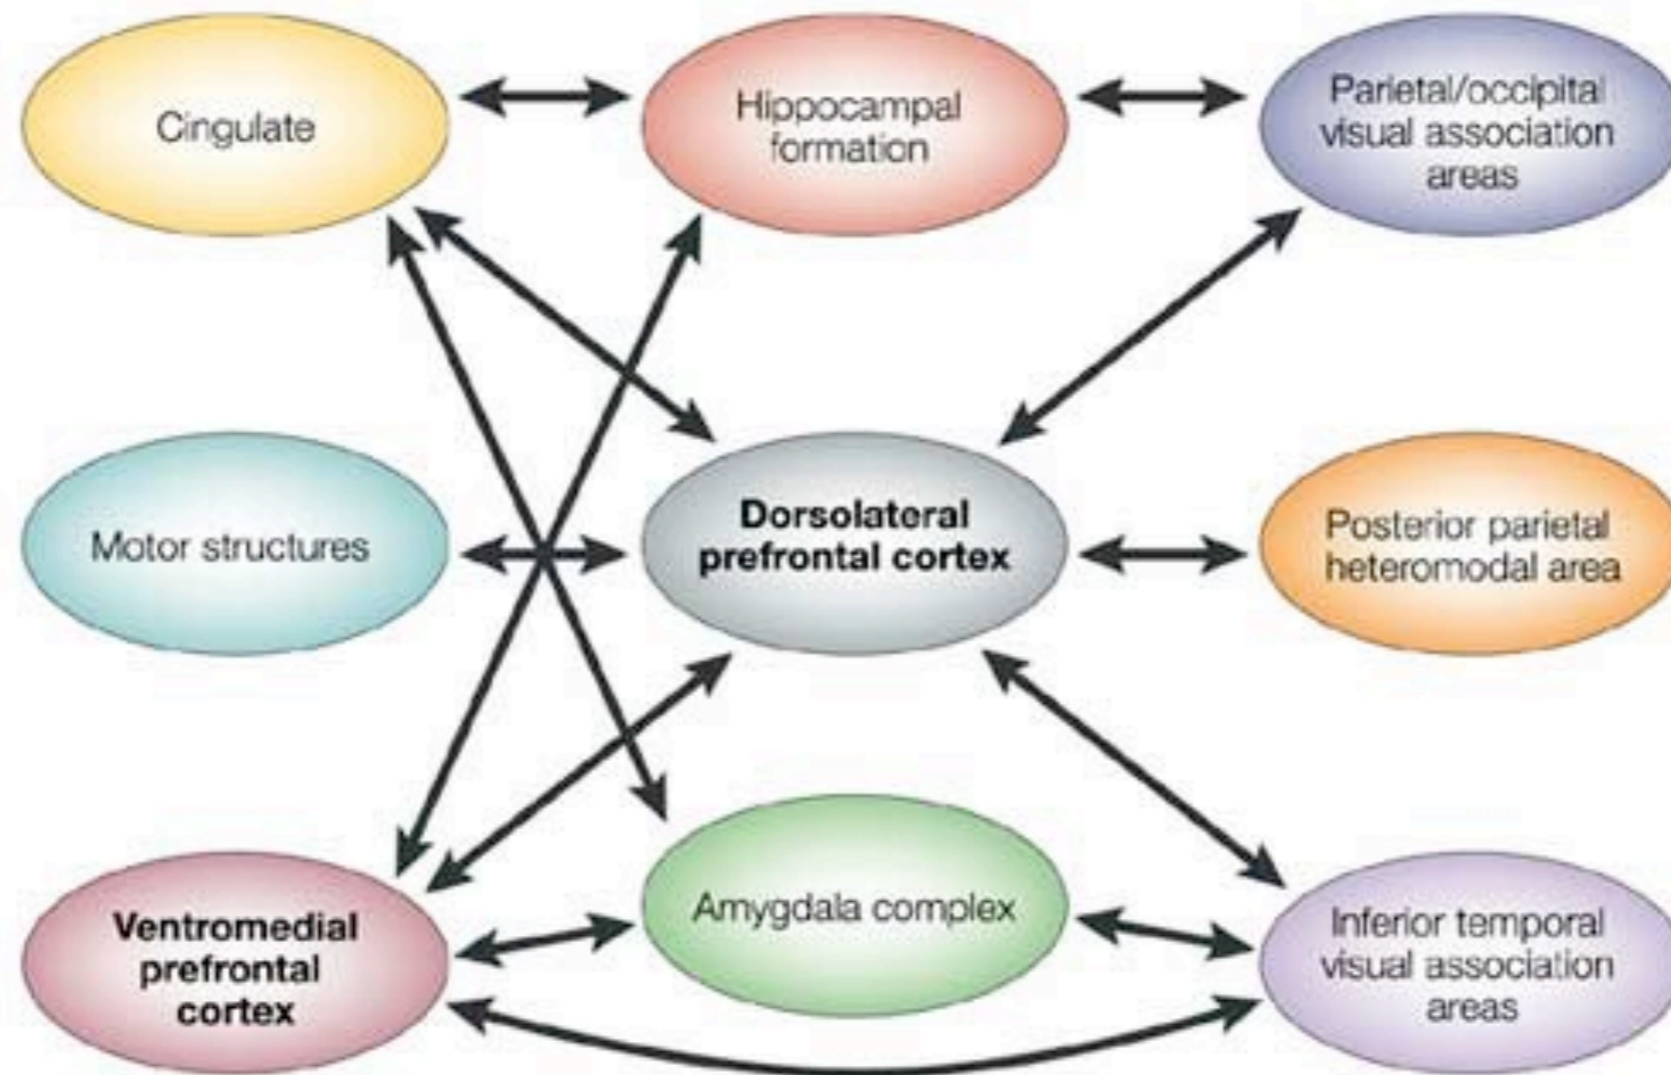 Cingulate
Hippocampal
formation
Parietal/occipital
visual association
areas
Motor structures
Dorsolateral
prefrontal cortex
Posterior parietal
heteromodal area
Ventromedial
prefrontal
cortex
Amygdala complex
Inferior temporal
visual association
areas